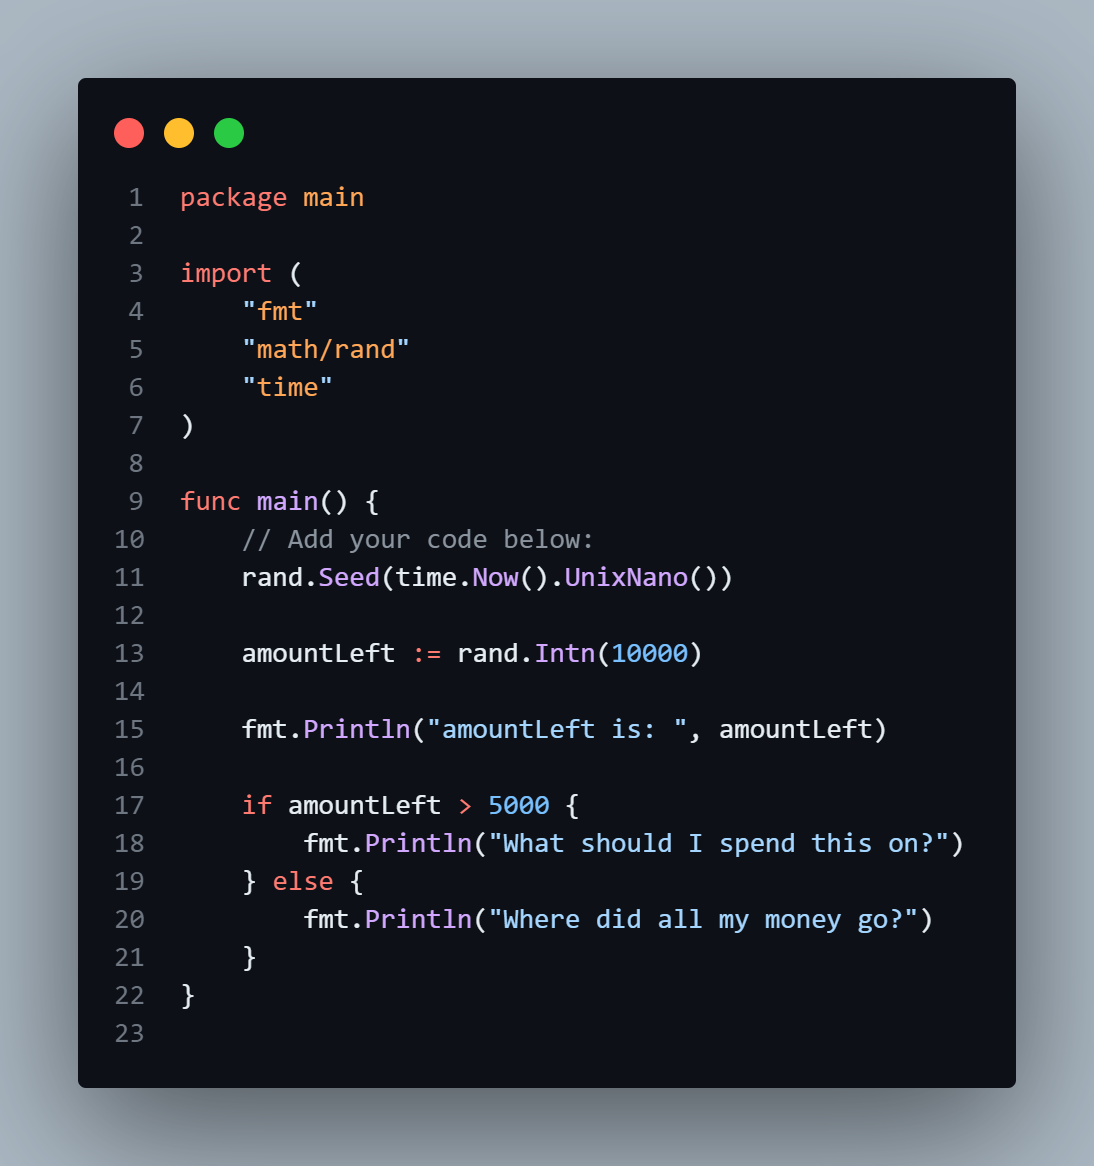 1 package main
2
3 import (
4     "fmt"
5     "math/rand"
6     "time"
7 )
8
9 func main() {
10     // Add your code below:
11     rand.Seed(time.Now().UnixNano())
12
13     amountLeft := rand.Intn(10000)
14
15     fmt.Println("amountLeft is: ", amountLeft)
16
17     if amountLeft > 5000 {
18         fmt.Println("What should I spend this on?")
19     } else {
20         fmt.Println("Where did all my money go?")
21     }
22 }
23